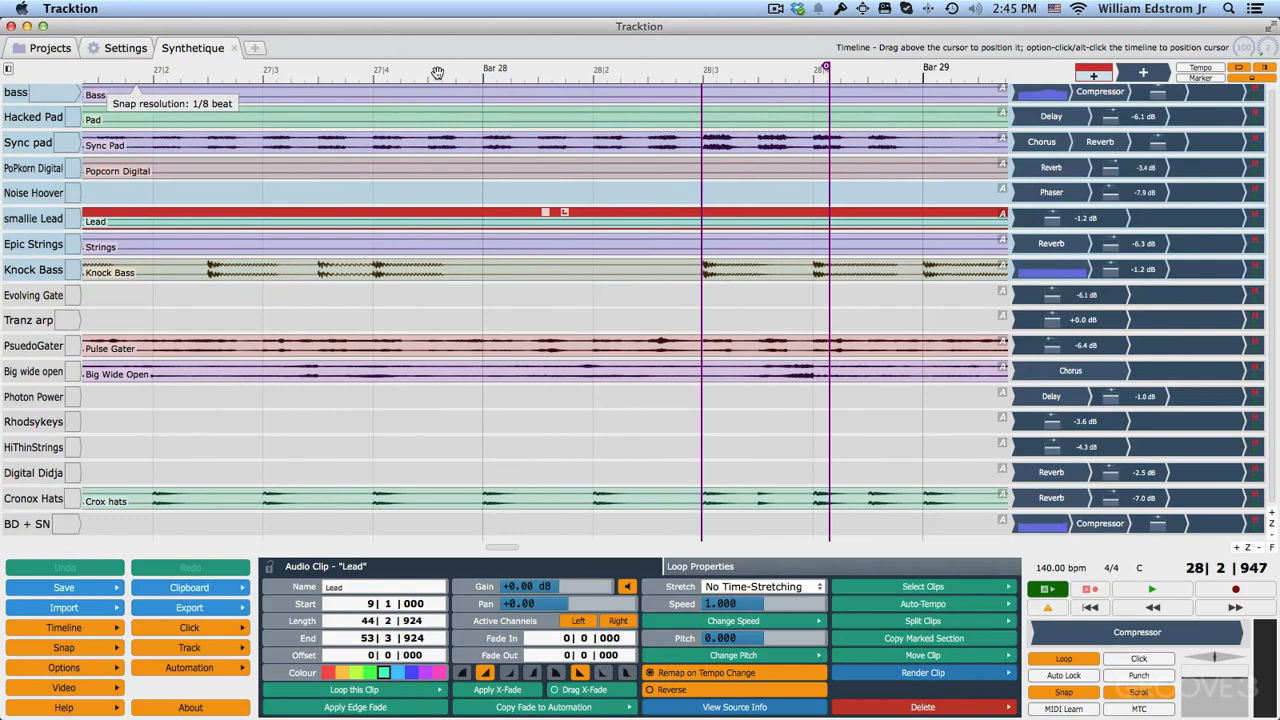 Tracktion
2:45 PM
William Edstrom Jr
Tracktion
Projects
Settings
Synthetique
Timeline - Drag above the cursor to position it; option-click/alt-click the timeline to position the cursor
100
2
27|2
27|3
27|4
Bar 28
28|2
28|3
28|
Bar 29
Tempo
Marker
Snap resolution: 1/8 beat
bass
Bass
A
Compressor
M
Hacked Pad
Pad
A
Delay
-6.1 dB
M
Sync pad
Sync Pad
A
Chorus
Reverb
M
PoPkorn Digital
Popcorn Digital
A
Reverb
-3.4 dB
M
Noise Hoover
A
Phaser
-7.9 dB
M
smallie Lead
Lead
A
-1.2 dB
M
Epic Strings
Strings
A
Reverb
-6.3 dB
M
Knock Bass
Knock Bass
A
-1.2 dB
M
Evolving Gate
A
-6.1 dB
M
Tranz arp
A
+0.0 dB
M
PsuedoGater
Pulse Gater
A
-6.4 dB
M
Big wide open
Big Wide Open
A
Chorus
M
Photon Power
A
Delay
-1.0 dB
M
Rhodsykeys
A
-3.6 dB
M
HiThinStrings
A
-4.3 dB
M
Digital Didja
A
Reverb
-2.5 dB
M
Cronox Hats
Crox hats
A
Reverb
-7.0 dB
M
BD + SN
A
Compressor
M
+
Z
-
+ Z - F
Undo
Redo
Save
Clipboard
Import
Export
Timeline
Click
Snap
Track
Options
Automation
Video
Help
About
Audio Clip - "Lead"
Loop Properties
Name
Lead
Start
9| 1 |000
Length
44| 2 |924
End
53| 3 |924
Offset
0| 0 |000
Colour
Loop this Clip
Apply Edge Fade
Gain
+0.00 dB
Pan
+0.00
Active Channels
Left
Right
Fade In
0| 0 |000
Fade Out
0| 0 |000
Apply X-Fade
Drag X-Fade
Copy Fade to Automation
Stretch
No Time-Stretching
Speed
1.000
Change Speed
Pitch
0.000
Change Pitch
Remap on Tempo Change
Reverse
View Source Info
Select Clips
Auto-Tempo
Split Clips
Copy Marked Section
Move Clip
Render Clip
Delete
140.00 bpm
4/4
C
28| 2 |947
A
A
Compressor
Loop
Click
Auto Lock
Punch
Snap
Scroll
MIDI Learn
MTC
GROOVE3